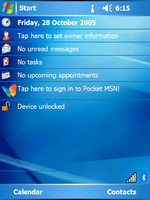 Start 6:15
Friday, 28 October 2005
Tap here to set owner information
No unread messages
No tasks
No upcoming appointments
Tap here to sign in to Pocket MSN!
Device unlocked
Calendar Contacts